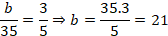 b/35 = 3/5 ⇒ b = 35.3/5 = 21